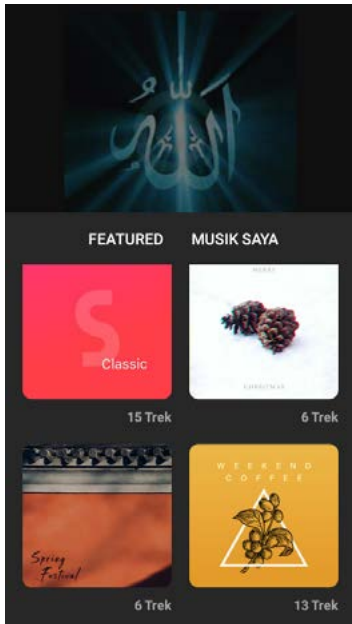 الله
FEATURED MUSIK SAYA
S
Classic
MERRY
CHRISTMAS
15 Trek 6 Trek
Spring
Festival
WEEKEND
COFFEE
6 Trek 13 Trek